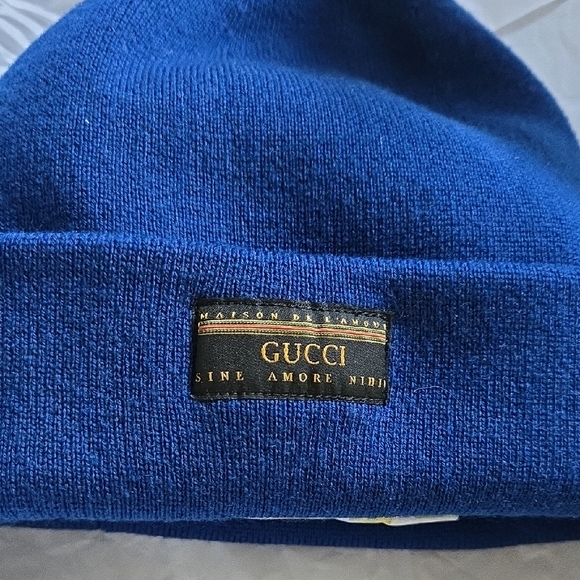 MAISON DE L'AMOUR
GUCCI
SINE AMORE NIHIL